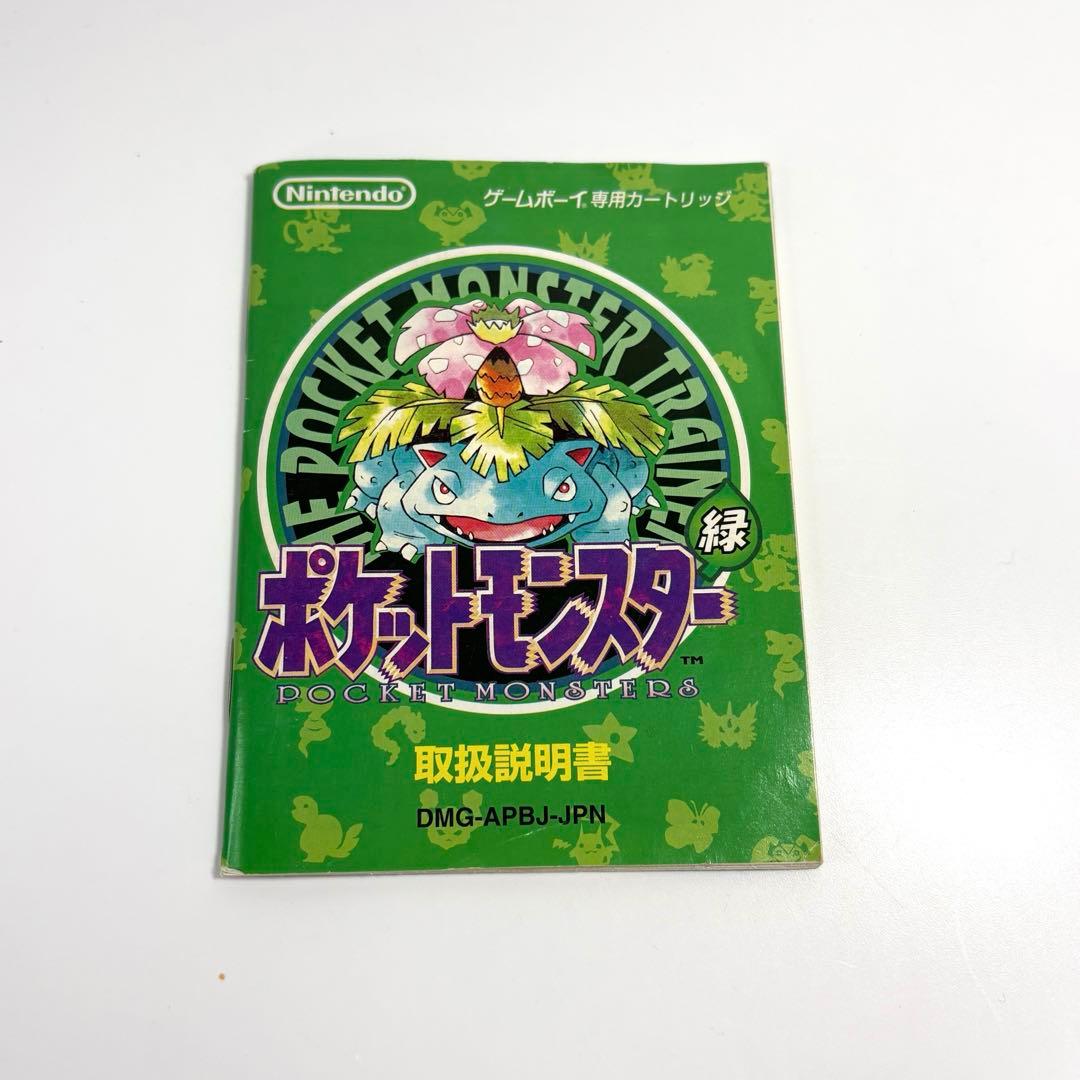 Nintendo®
ゲームボーイ®専用カートリッジ
THE POCKET MONSTER TRAINER
緑
ポケットモンスター
TM
POCKET MONSTERS
取扱説明書
DMG-APBJ-JPN